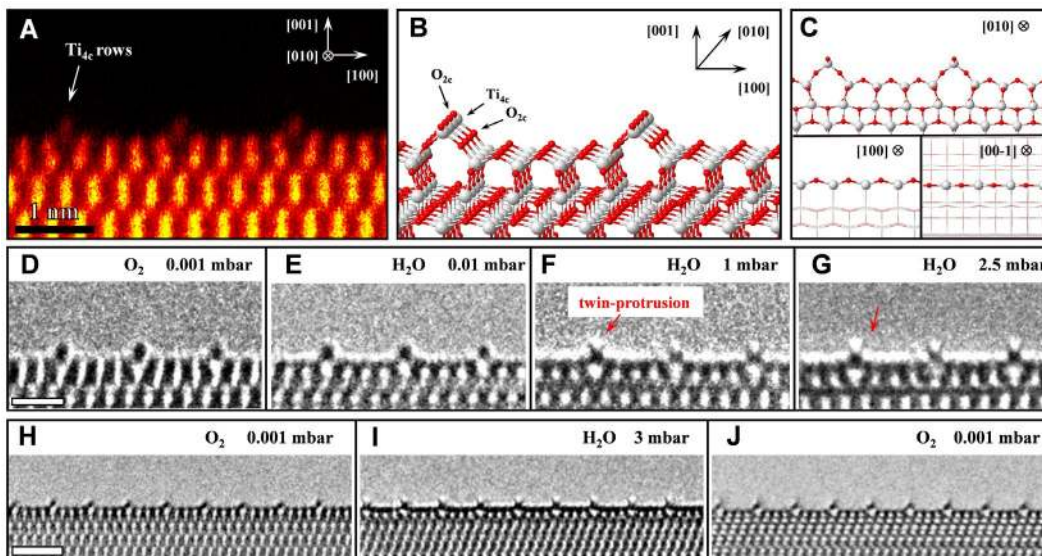 A
[001]
[010] ⊗
[100]
Ti4c rows
1 nm
B
[001]
[010]
[100]
O2c
Ti4c
O2c
C
[010] ⊗
[100] ⊗
[00-1] ⊗
D
O2 0.001 mbar
E
H2O 0.01 mbar
F
H2O 1 mbar
twin-protrusion
G
H2O 2.5 mbar
H
O2 0.001 mbar
I
H2O 3 mbar
J
O2 0.001 mbar